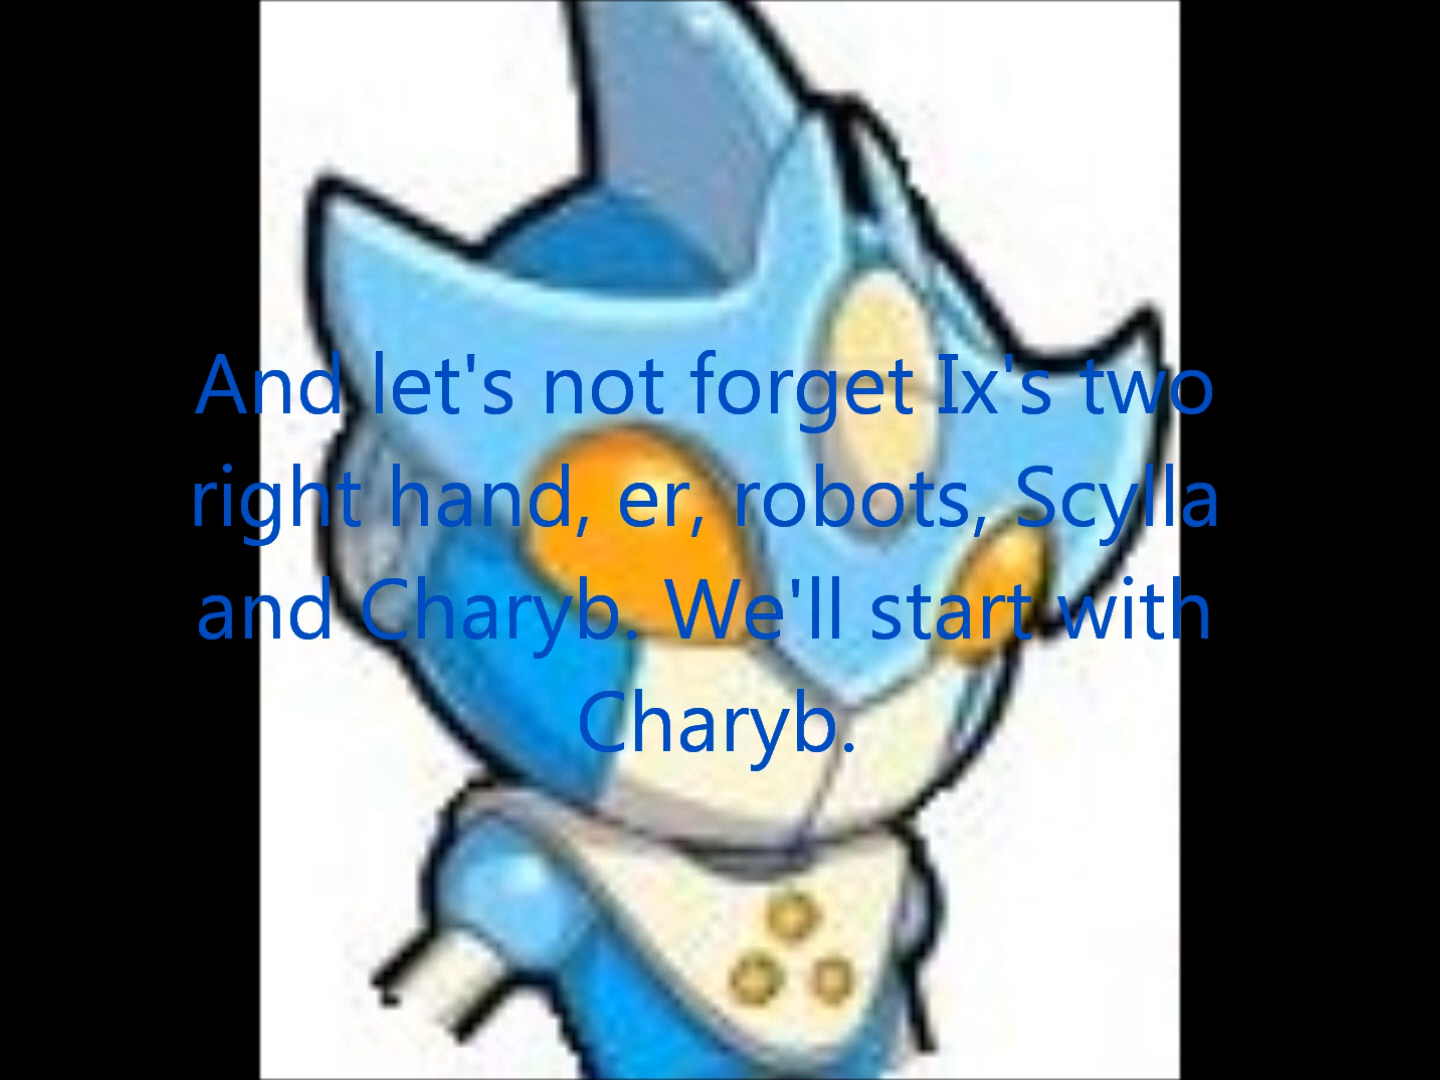 And let's not forget Ix's two
right hand, er, robots, Scylla
and Charyb. We'll start with
Charyb.